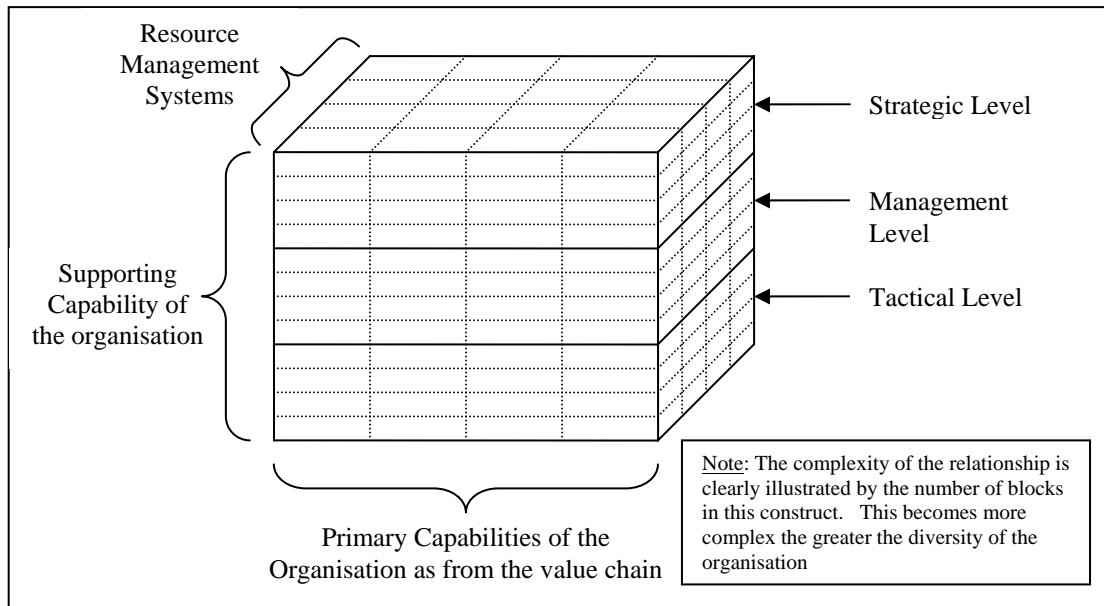 Resource
Management
Systems
Strategic Level
Management
Level
Supporting
Capability of
the organisation
Tactical Level
Primary Capabilities of the
Organisation as from the value chain
Note: The complexity of the relationship is
clearly illustrated by the number of blocks
in this construct. This becomes more
complex the greater the diversity of the
organisation